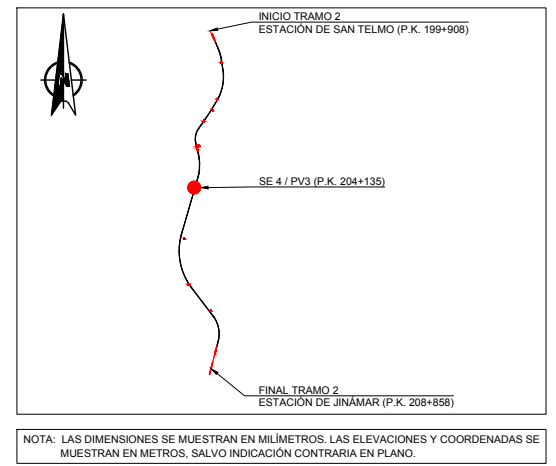 INICIO TRAMO 2
ESTACIÓN DE SAN TELMO (P.K. 199+908)
N
SE 4 / PV3 (P.K. 204+135)
FINAL TRAMO 2
ESTACIÓN DE JINÁMAR (P.K. 208+858)
NOTA: LAS DIMENSIONES SE MUESTRAN EN MILÍMETROS. LAS ELEVACIONES Y COORDENADAS SE
MUESTRAN EN METROS, SALVO INDICACIÓN CONTRARIA EN PLANO.